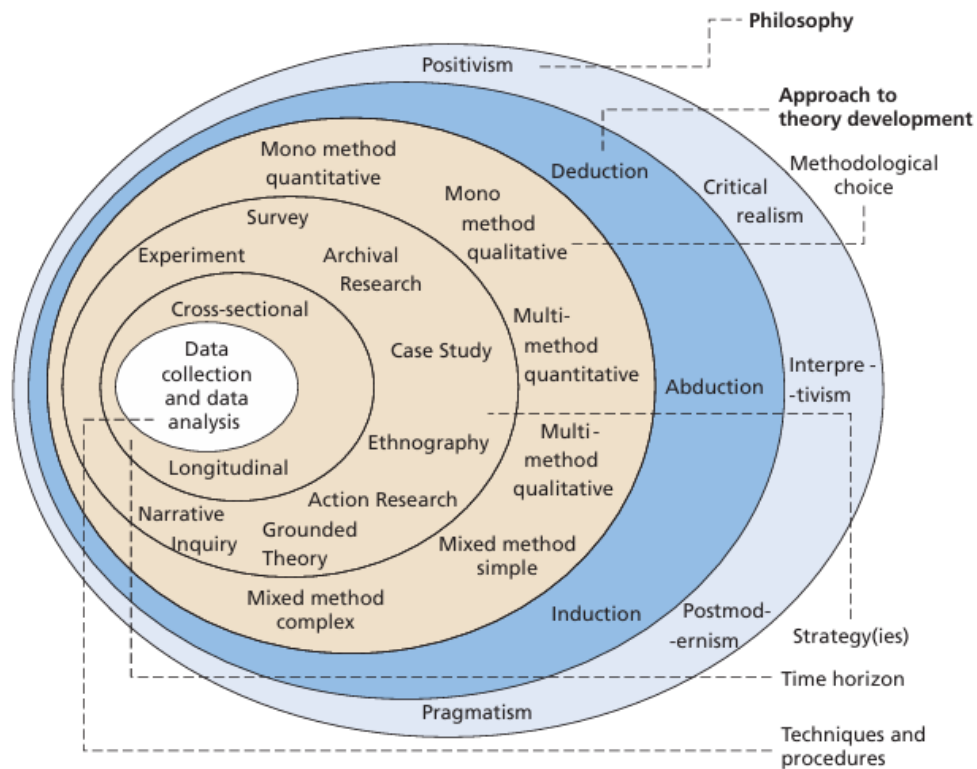 Philosophy
Positivism
Approach to
theory development
Mono method
quantitative
Deduction
Methodological
choice
Critical
realism
Mono
method
qualitative
Survey
Experiment
Archival
Research
Cross-sectional
Multi-
method
quantitative
Data
collection
and data
analysis
Case Study
Interpre -
-tivism
Abduction
Ethnography
Multi-
method
qualitative
Longitudinal
Action Research
Narrative
Inquiry
Grounded
Theory
Mixed method
simple
Mixed method
complex
Induction
Postmod-
-ernism
Strategy(ies)
Time horizon
Pragmatism
Techniques and
procedures